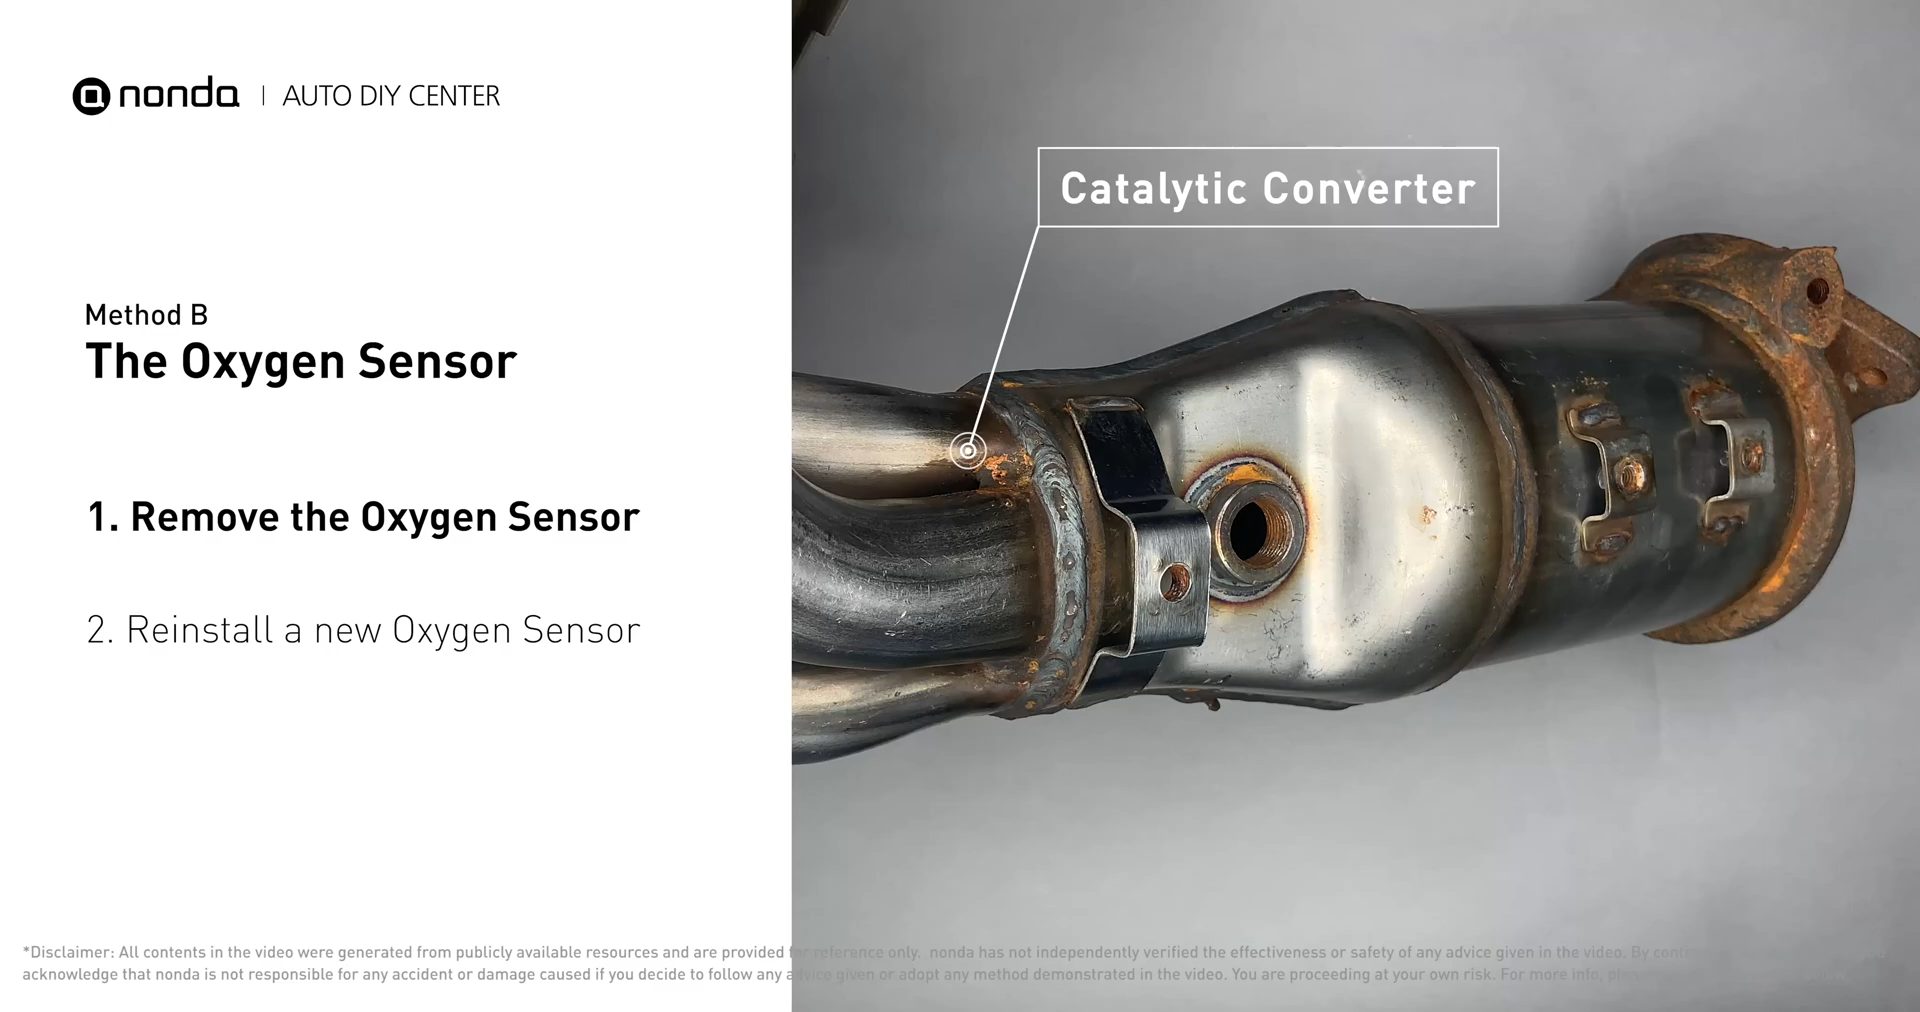 nonda | AUTO DIY CENTER
Catalytic Converter
Method B
The Oxygen Sensor
1. Remove the Oxygen Sensor
2. Reinstall a new Oxygen Sensor
*Disclaimer: All contents in the video were generated from publicly available resources and are provided for reference only. nonda has not independently verified the effectiveness or safety of any advice given in the video. By
acknowledge that nonda is not responsible for any accident or damage caused if you decide to follow any advice given or adopt any method demonstrated in the video. You are proceeding at your own risk. For more info,